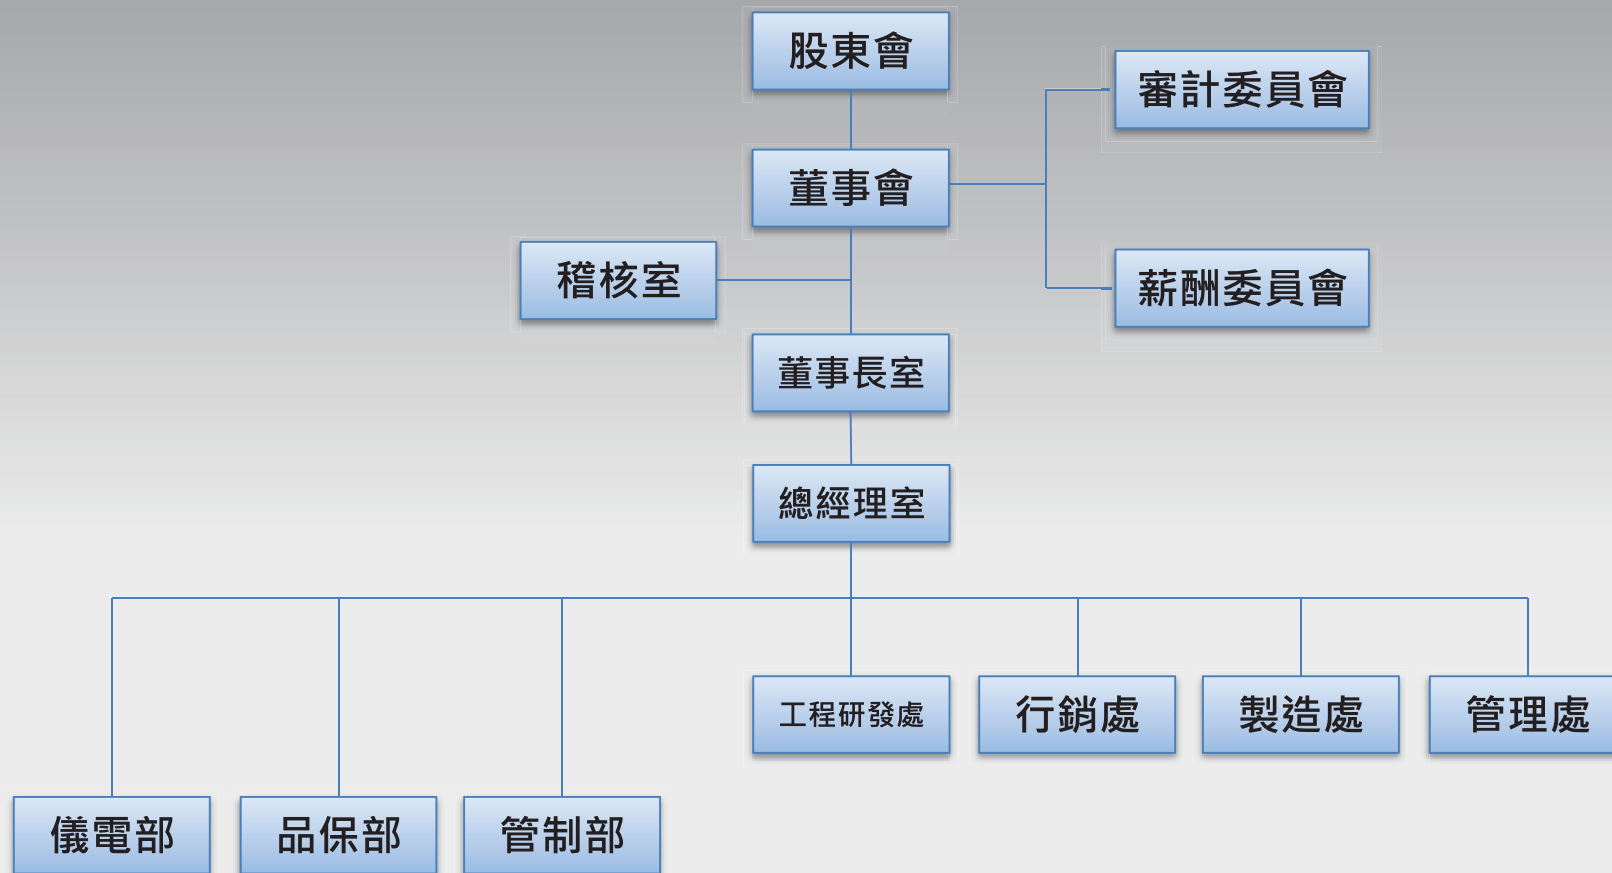 股東會
審計委員會
董事會
稽核室
薪酬委員會
董事長室
總經理室
工程研發處
行銷處
製造處
管理處
儀電部
品保部
管制部